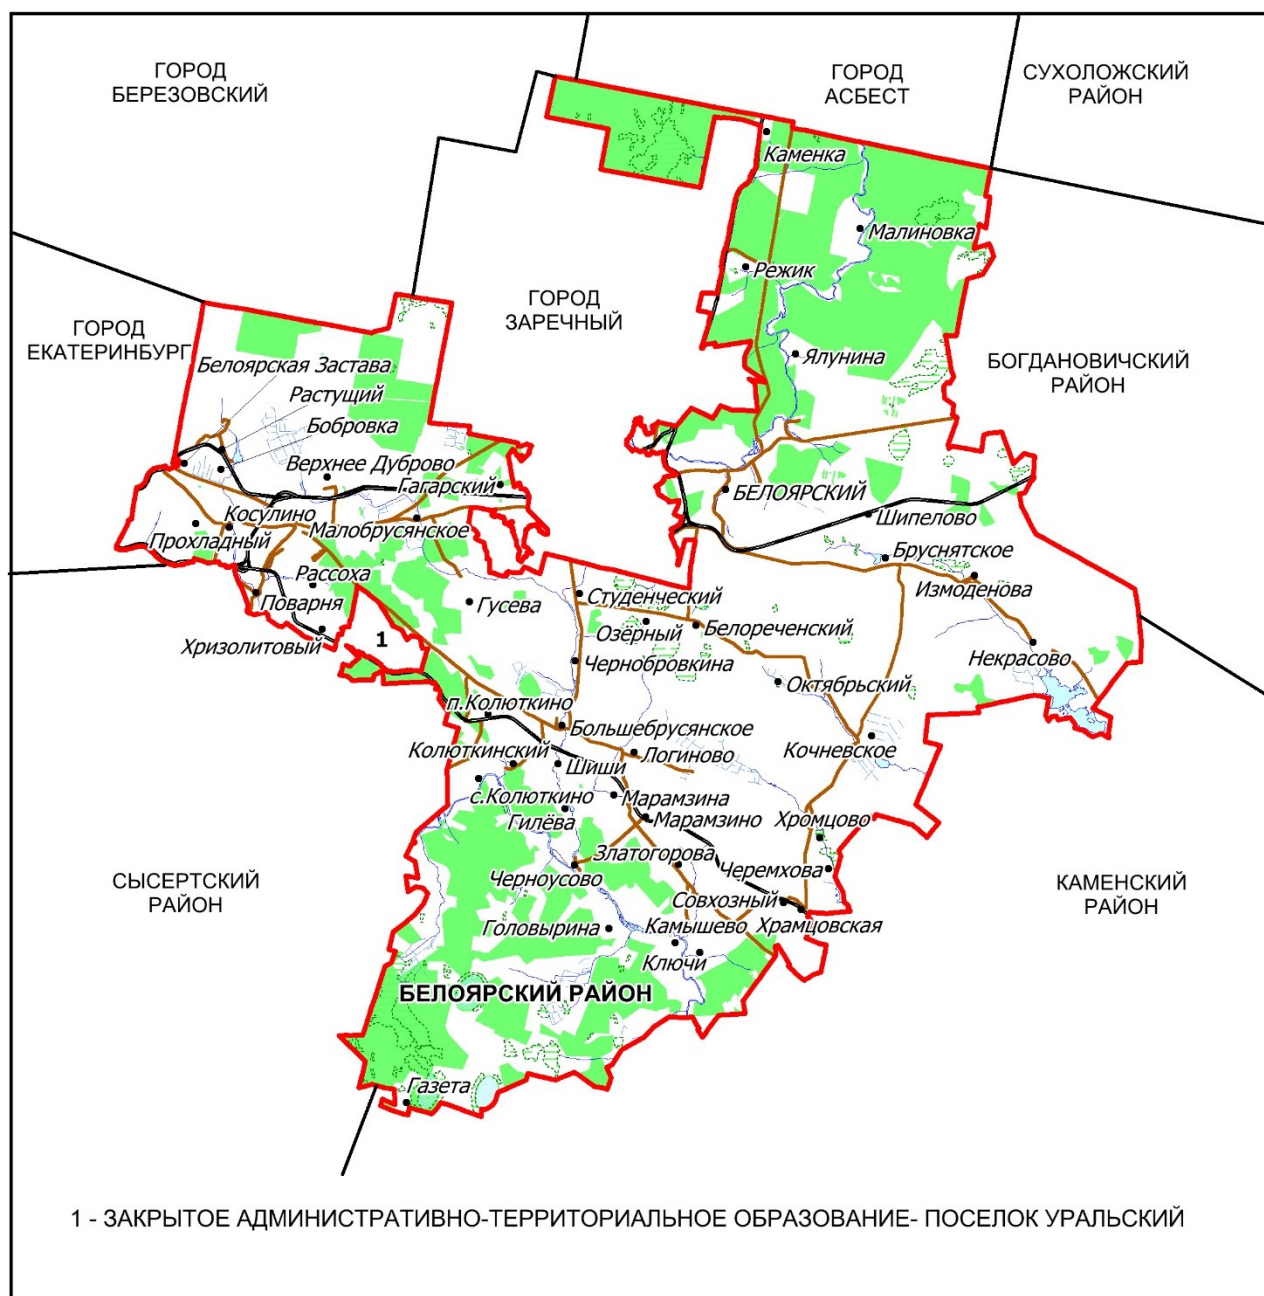 ГОРОД
БЕРЕЗОВСКИЙ
ГОРОД
АСБЕСТ
СУХОЛОЖСКИЙ
РАЙОН
Каменка
Малиновка
Режик
ГОРОД
ЗАРЕЧНЫЙ
ГОРОД
ЕКАТЕРИНБУРГ
Ялунина
БОГДАНОВИЧСКИЙ
РАЙОН
Белоярская Застава
Растущий
Бобровка
Верхнее Дуброво
Гагарский
БЕЛОЯРСКИЙ
Косулино
Малобрусянское
Шипелово
Прохладный
Бруснятское
Рассоха
Измоденова
Поварня
Гусева
Студенческий
Озёрный
Белореченский
Хризолитовый
1
Чернобровкина
Некрасово
Октябрьский
п.Колюткино
Большебрусянское
Кочневское
Колюткинский
Шиши
Логиново
с.Колюткино
Марамзина
Гилёва
Марамзино
Хромцово
Златогорова
Черноусово
Черемхова
СЫСЕРТСКИЙ
РАЙОН
КАМЕНСКИЙ
РАЙОН
Совхозный
Головырина
Камышево
Храмцовская
Ключи
БЕЛОЯРСКИЙ РАЙОН
Газета
1 - ЗАКРЫТОЕ АДМИНИСТРАТИВНО-ТЕРРИТОРИАЛЬНОЕ ОБРАЗОВАНИЕ- ПОСЕЛОК УРАЛЬСКИЙ